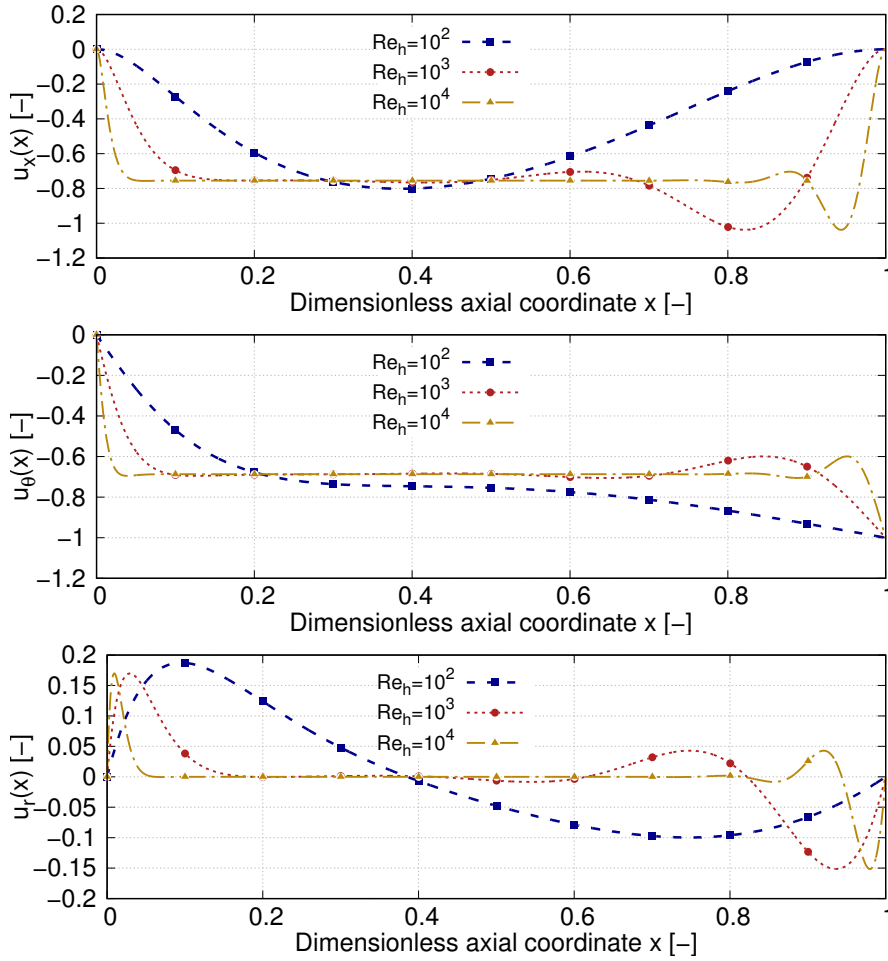 0.2
0
−0.2
−0.4
−0.6
−0.8
−1
−1.2
u_x(x) [−]
Re_h=10^2
Re_h=10^3
Re_h=10^4
0 0.2 0.4 0.6 0.8 1
Dimensionless axial coordinate x [−]
0
−0.2
−0.4
−0.6
−0.8
−1
−1.2
u_θ(x) [−]
Re_h=10^2
Re_h=10^3
Re_h=10^4
0 0.2 0.4 0.6 0.8 1
Dimensionless axial coordinate x [−]
0.2
0.15
0.1
0.05
0
−0.05
−0.1
−0.15
−0.2
u_r(x) [−]
Re_h=10^2
Re_h=10^3
Re_h=10^4
0 0.2 0.4 0.6 0.8 1
Dimensionless axial coordinate x [−]